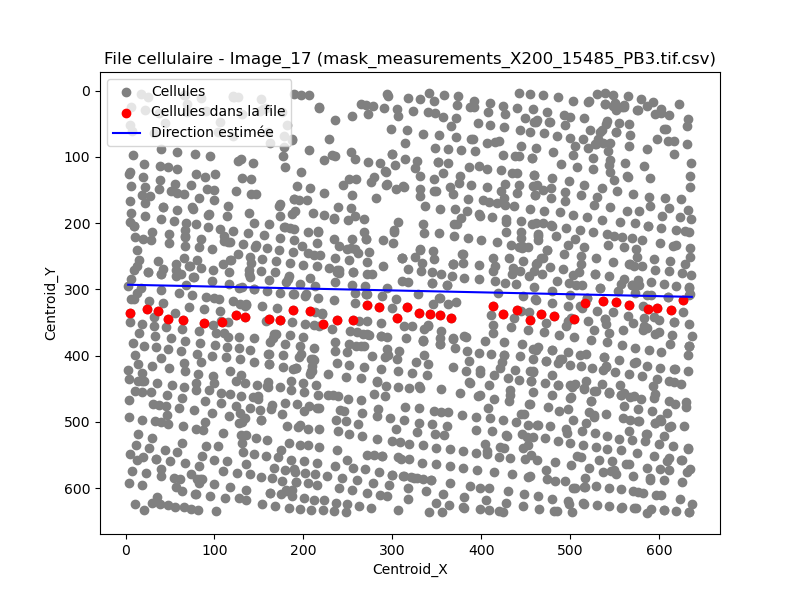 File cellulaire - Image_17 (mask_measurements_X200_15485_PB3.tif.csv)
Cellules
Cellules dans la file
Direction estimée
Centroid_Y
0
100
200
300
400
500
600
0 100 200 300 400 500 600
Centroid_X